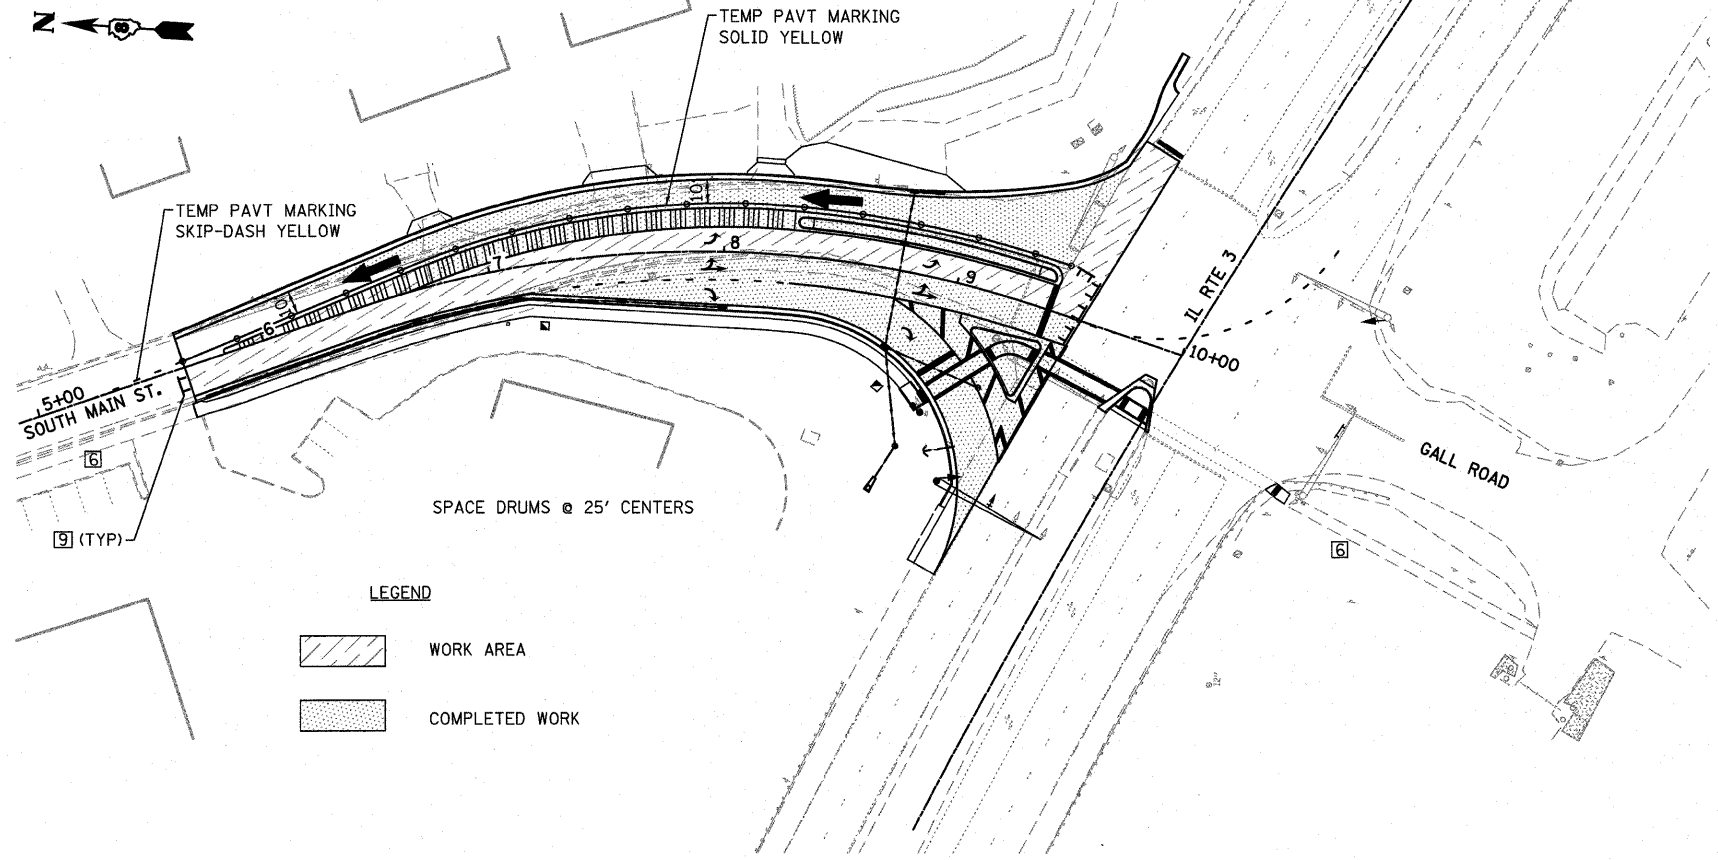 N
TEMP PAVT MARKING
SOLID YELLOW
TEMP PAVT MARKING
SKIP-DASH YELLOW
10
10
5+00
SOUTH MAIN ST.
6
7
8
9
10+00
IL RTE 3
GALL ROAD
6
9 (TYP)
6
SPACE DRUMS @ 25' CENTERS
LEGEND
WORK AREA
COMPLETED WORK
12"